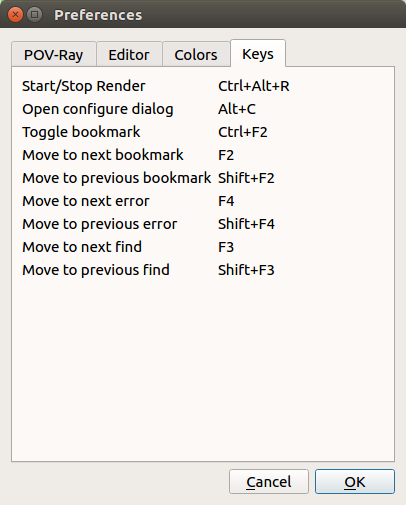 Preferences
POV-Ray Editor Colors Keys
Start/Stop Render Ctrl+Alt+R
Open configure dialog Alt+C
Toggle bookmark Ctrl+F2
Move to next bookmark F2
Move to previous bookmark Shift+F2
Move to next error F4
Move to previous error Shift+F4
Move to next find F3
Move to previous find Shift+F3
Cancel OK